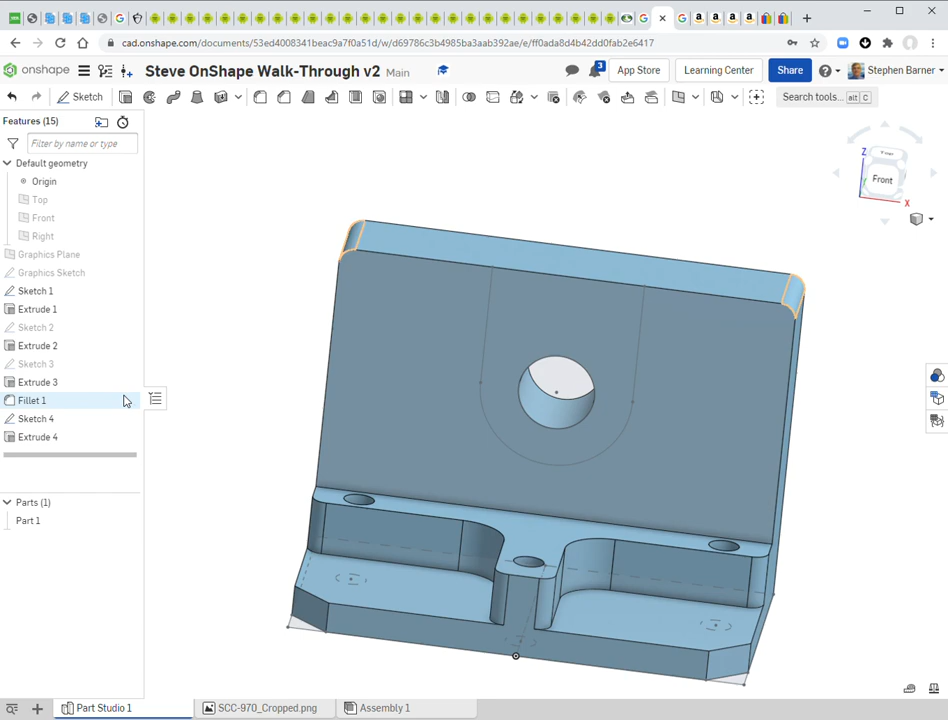 cad.onshape.com/documents/53ed4008341beac9a7f0a51d/w/d69786c3b4985ba3aab392ae/e/ff0ada8d4b42dd0fab2e6417
onshape Steve OnShape Walk-Through v2 Main 3 App Store Learning Center Share Stephen Barner
Sketch Search tools... alt C
Features (15)
Filter by name or type
Default geometry
Origin
Top
Front
Right
Graphics Plane
Graphics Sketch
Sketch 1
Extrude 1
Sketch 2
Extrude 2
Sketch 3
Extrude 3
Fillet 1
Sketch 4
Extrude 4
Parts (1)
Part 1
Z
Front
X
Part Studio 1 SCC-970_Cropped.png Assembly 1